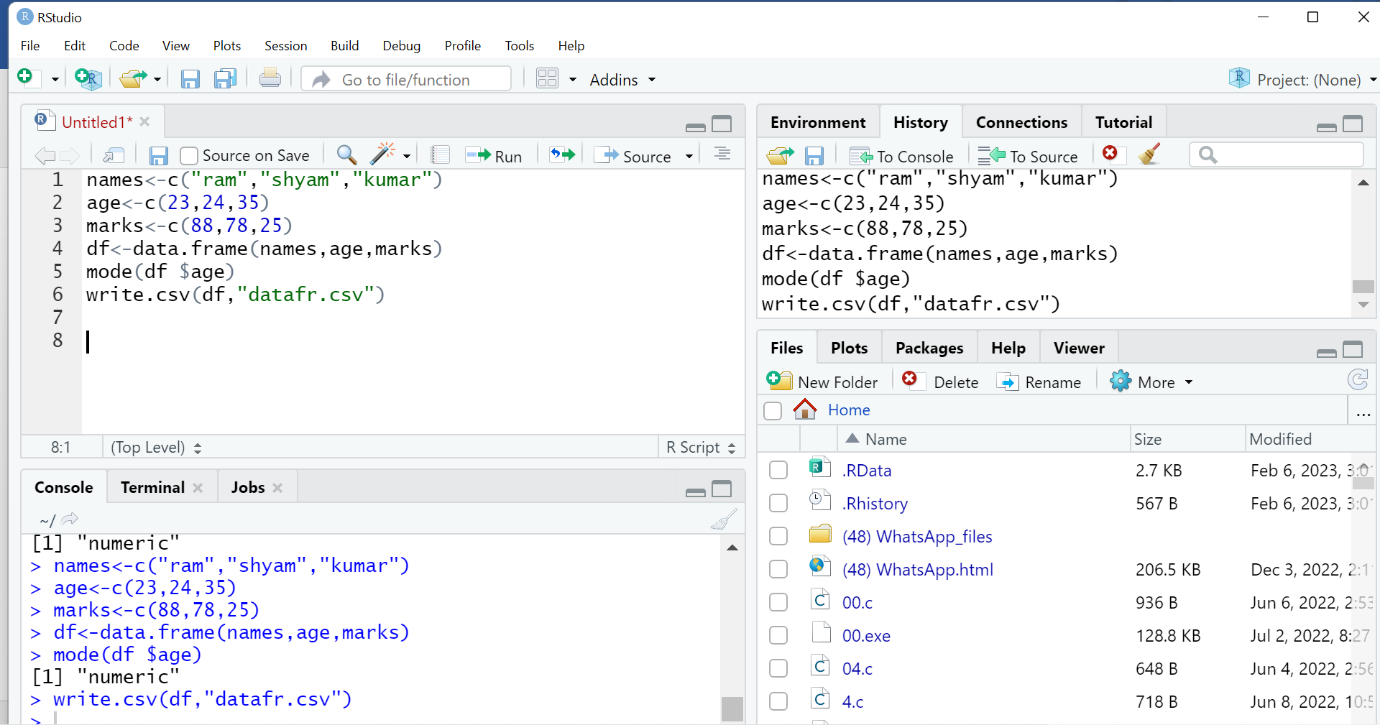 RStudio
File Edit Code View Plots Session Build Debug Profile Tools Help
Go to file/function Addins Project: (None)
Untitled1*
Source on Save Run Source
1 names<-c("ram","shyam","kumar")
2 age<-c(23,24,35)
3 marks<-c(88,78,25)
4 df<-data.frame(names,age,marks)
5 mode(df $age)
6 write.csv(df,"datafr.csv")
7
8
8:1 (Top Level) R Script
Console Terminal Jobs
~/
[1] "numeric"
> names<-c("ram","shyam","kumar")
> age<-c(23,24,35)
> marks<-c(88,78,25)
> df<-data.frame(names,age,marks)
> mode(df $age)
[1] "numeric"
> write.csv(df,"datafr.csv")
>
Environment History Connections Tutorial
To Console To Source
names<-c("ram","shyam","kumar")
age<-c(23,24,35)
marks<-c(88,78,25)
df<-data.frame(names,age,marks)
mode(df $age)
write.csv(df,"datafr.csv")
Files Plots Packages Help Viewer
New Folder Delete Rename More
Home ...
Name Size Modified
.RData 2.7 KB Feb 6, 2023,
.Rhistory 567 B Feb 6, 2023,
(48) WhatsApp_files
(48) WhatsApp.html 206.5 KB Dec 3, 2022,
00.c 936 B Jun 6, 2022, 2:53
00.exe 128.8 KB Jul 2, 2022, 8:27
04.c 648 B Jun 4, 2022, 2:56
4.c 718 B Jun 8, 2022,